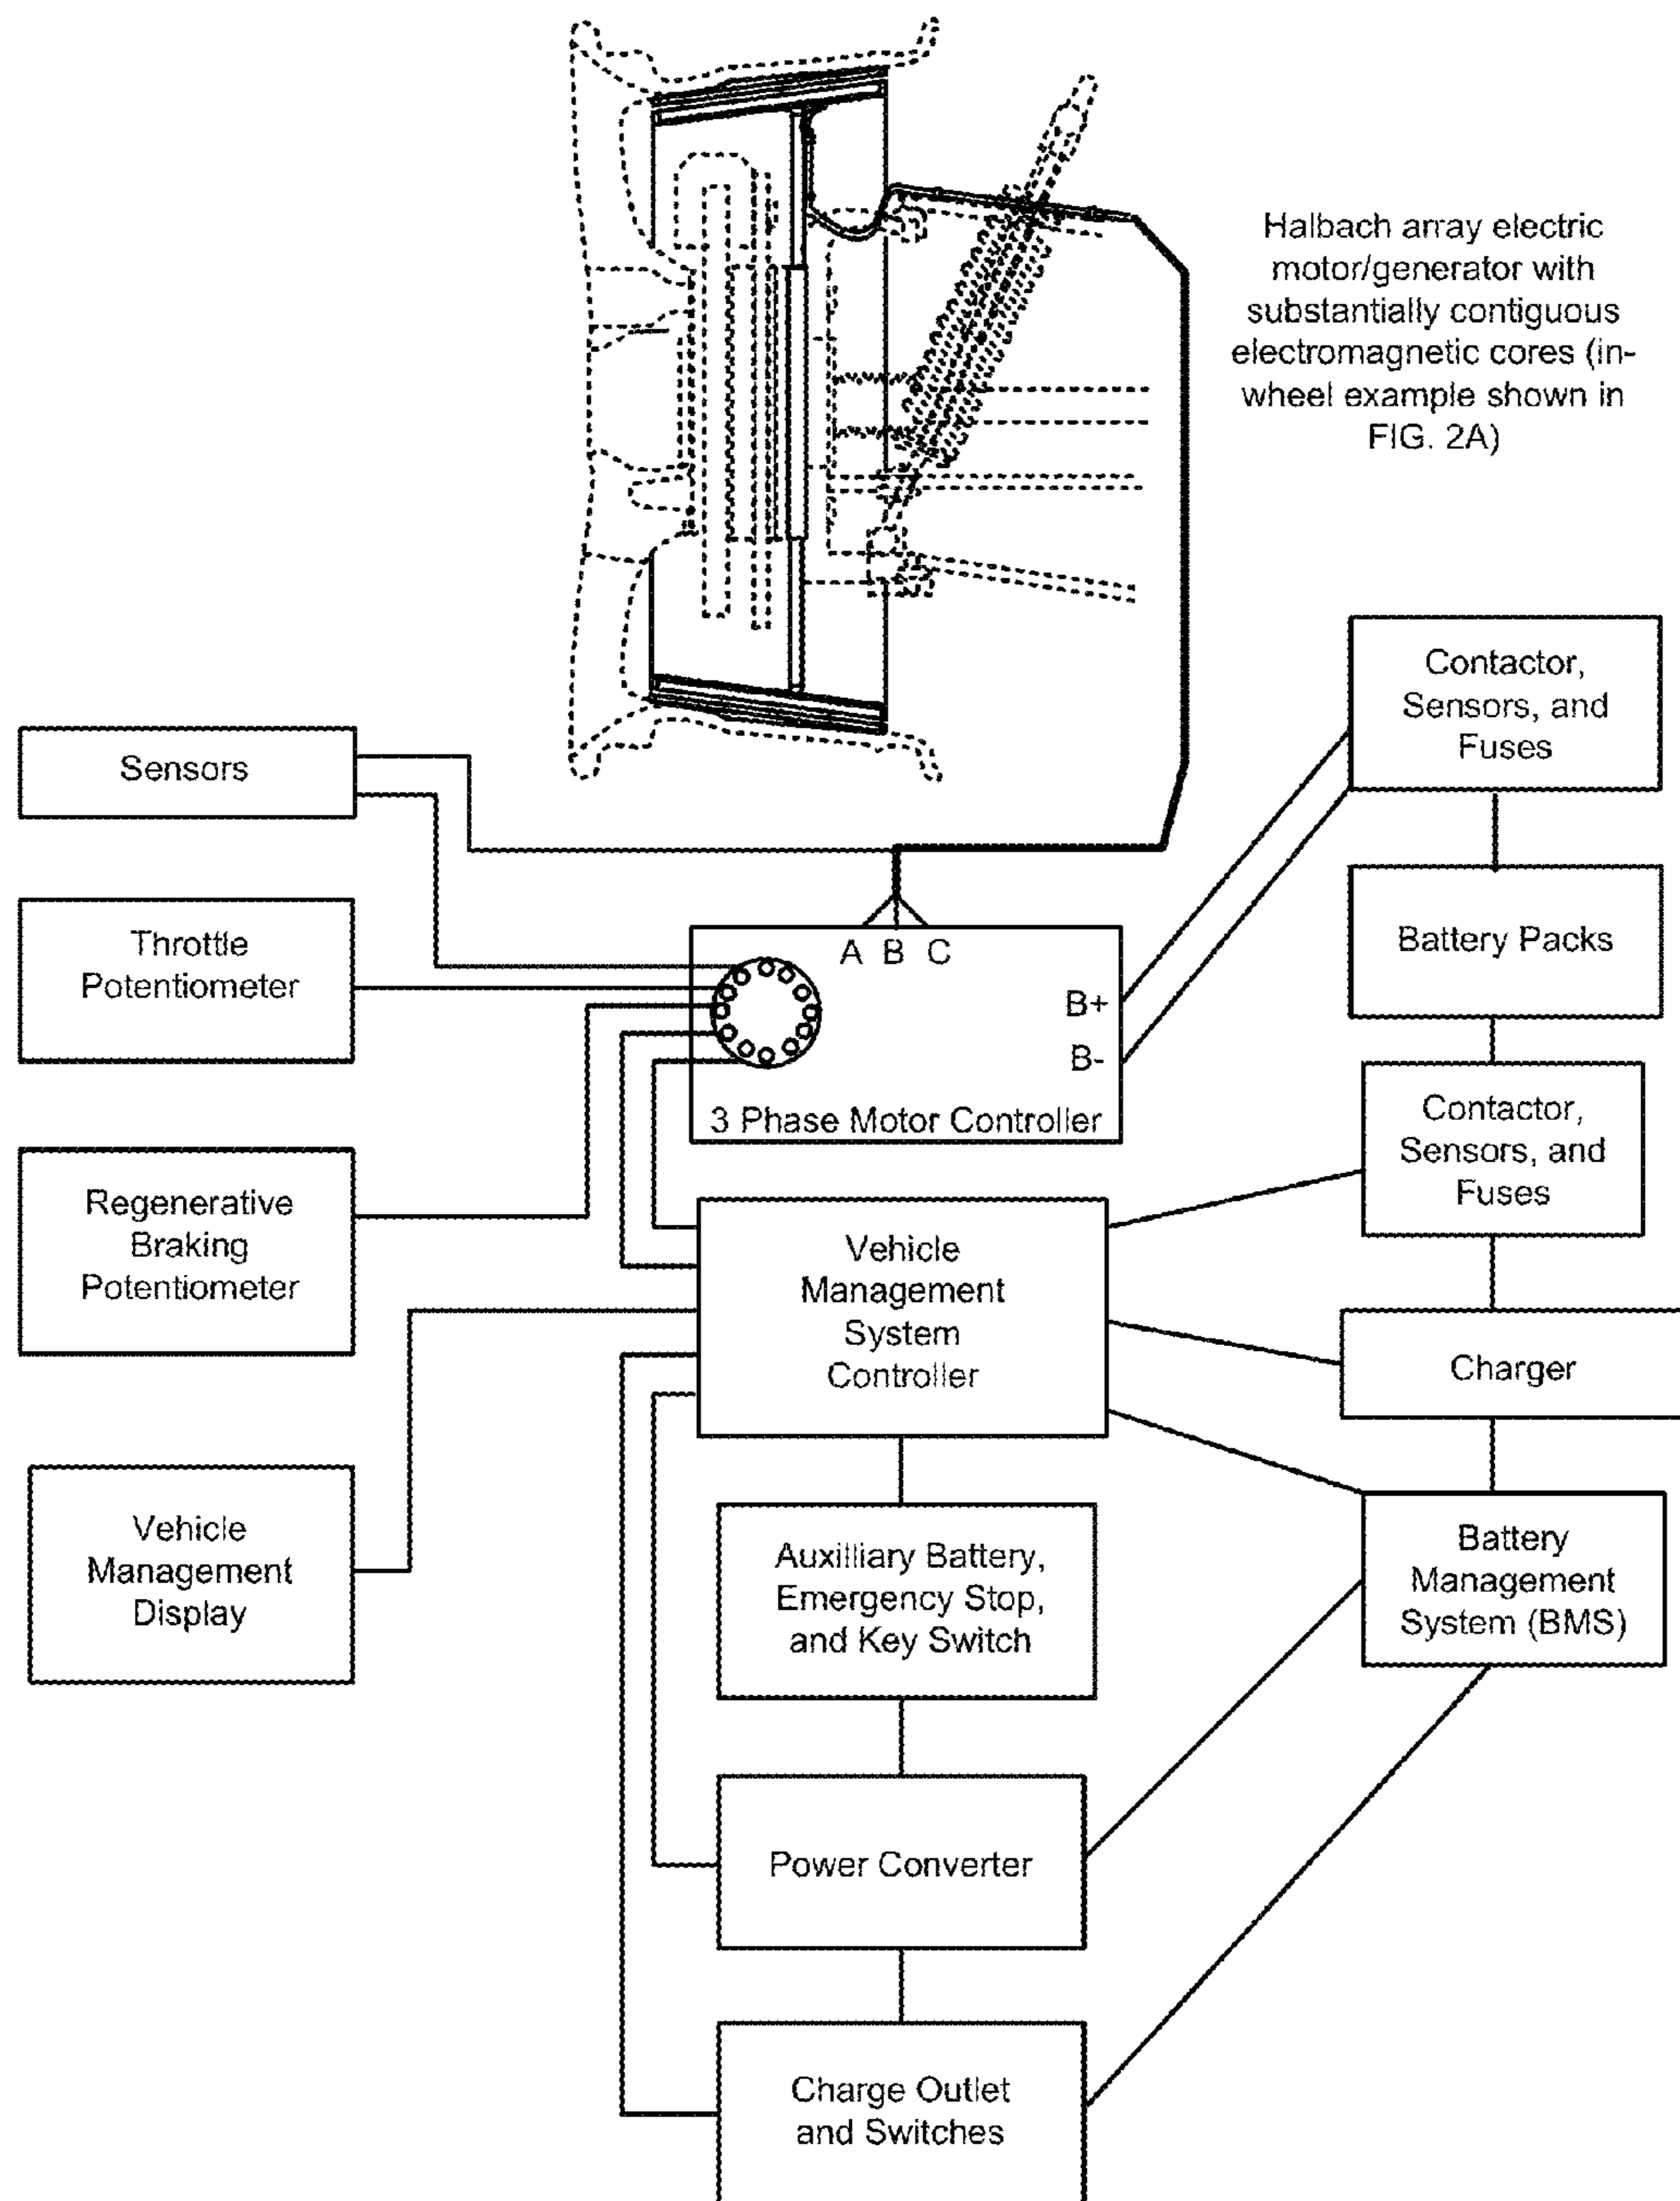 Halbach array electric
motor/generator with
substantially contiguous
electromagnetic cores (in-
wheel example shown in
FIG. 2A)
Contactor,
Sensors, and
Fuses
Sensors
Throttle
Potentiometer
A B C
B+
B-
3 Phase Motor Controller
Battery Packs
Contactor,
Sensors, and
Fuses
Regenerative
Braking
Potentiometer
Vehicle
Management
System
Controller
Charger
Vehicle
Management
Display
Auxilliary Battery,
Emergency Stop,
and Key Switch
Battery
Management
System (BMS)
Power Converter
Charge Outlet
and Switches